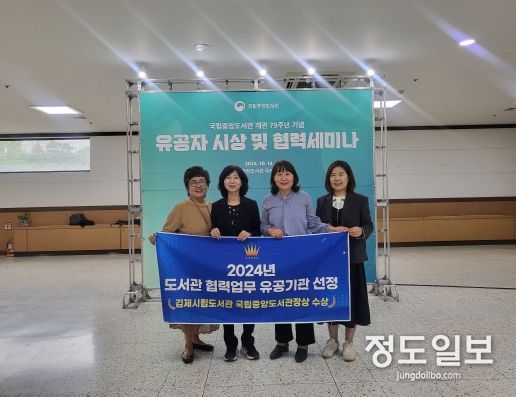 국립중앙도서관
국립중앙도서관 개관 79주년 기념
유공자 시상 및 협력세미나
2024. 10. 14.
2024년
도서관 협력업무 유공기관 선정
김제시립도서관 국립중앙도서관장상 수상
정도일보
jungdoilbo.com